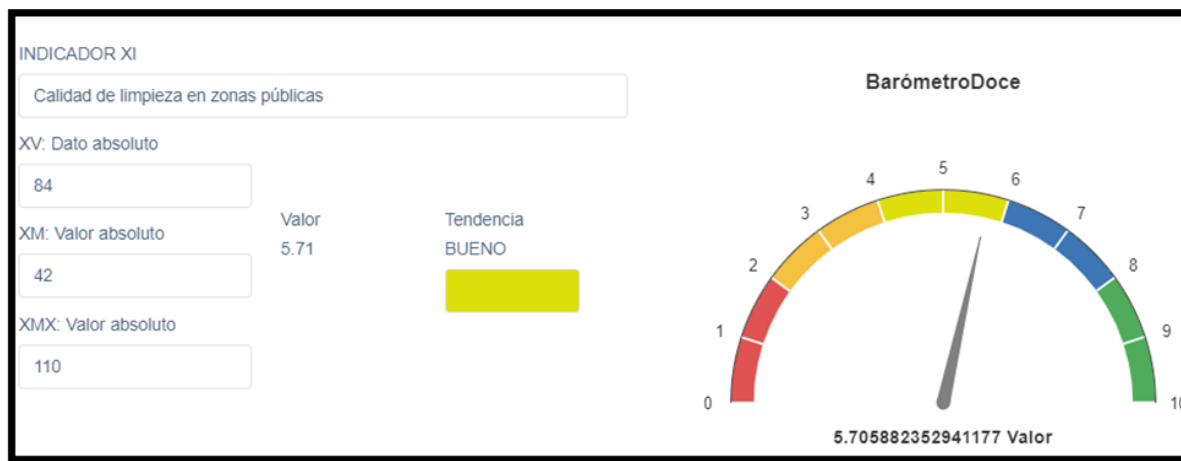 INDICADOR XI
Calidad de limpieza en zonas públicas
XV: Dato absoluto
84
XM: Valor absoluto
42
XMX: Valor absoluto
110
Valor
5.71
Tendencia
BUENO
BarómetroDoce
0
1
2
3
4
5
6
7
8
9
10
5.705882352941177 Valor